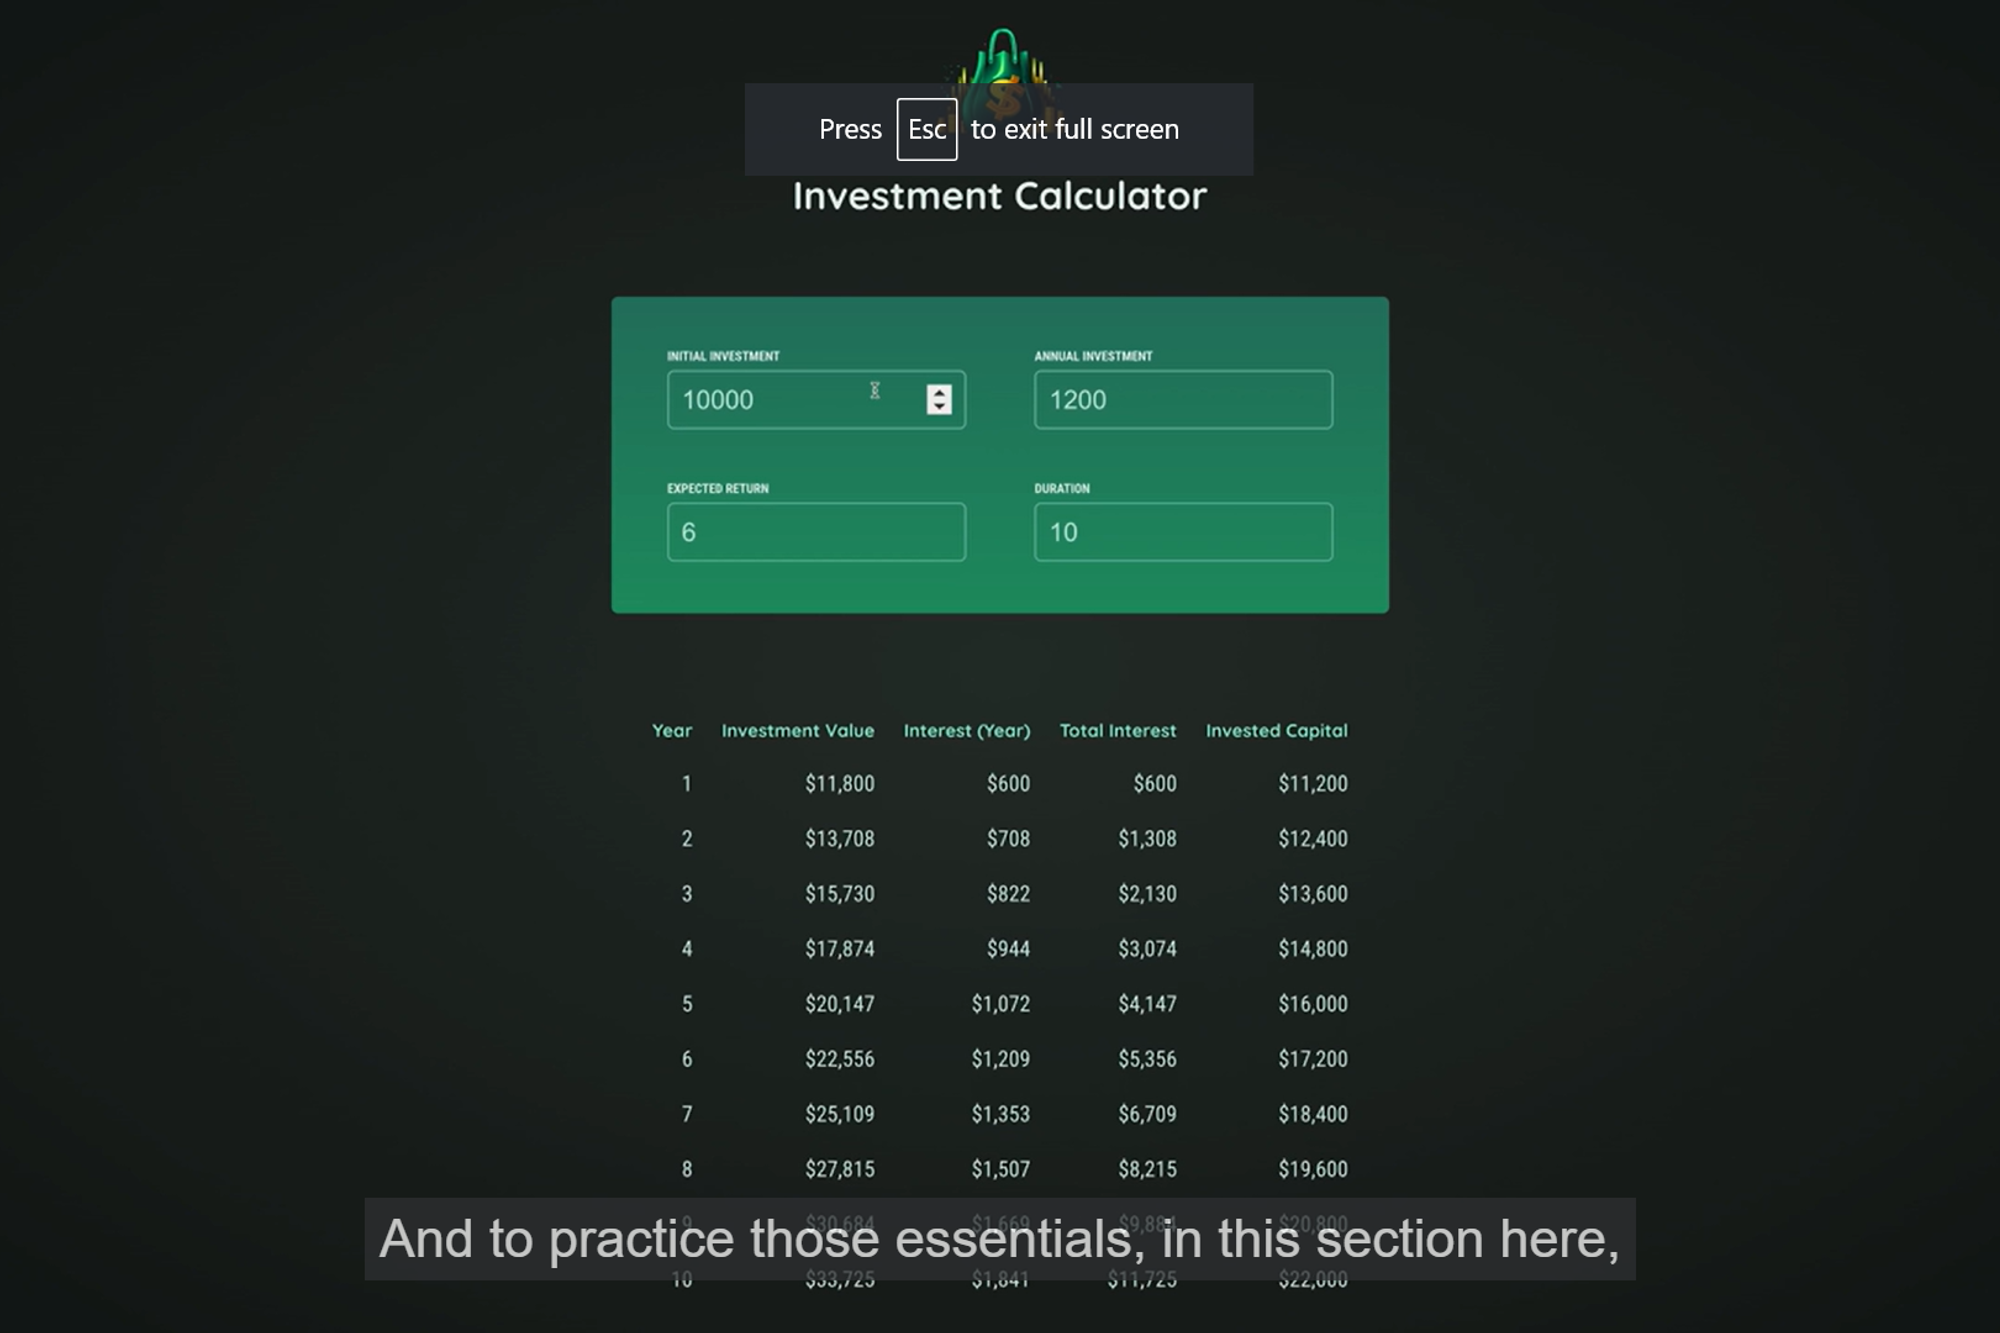 Press Esc to exit full screen
Investment Calculator
INITIAL INVESTMENT ANNUAL INVESTMENT
10000 1200
EXPECTED RETURN DURATION
6 10
Year Investment Value Interest (Year) Total Interest Invested Capital
1 $11,800 $600 $600 $11,200
2 $13,708 $708 $1,308 $12,400
3 $15,730 $822 $2,130 $13,600
4 $17,874 $944 $3,074 $14,800
5 $20,147 $1,072 $4,147 $16,000
6 $22,556 $1,209 $5,356 $17,200
7 $25,109 $1,353 $6,709 $18,400
8 $27,815 $1,507 $8,215 $19,600
9 $30,684 $1,669 $9,884 $20,800
And to practice those essentials, in this section here,
10 $33,725 $1,841 $11,725 $22,000